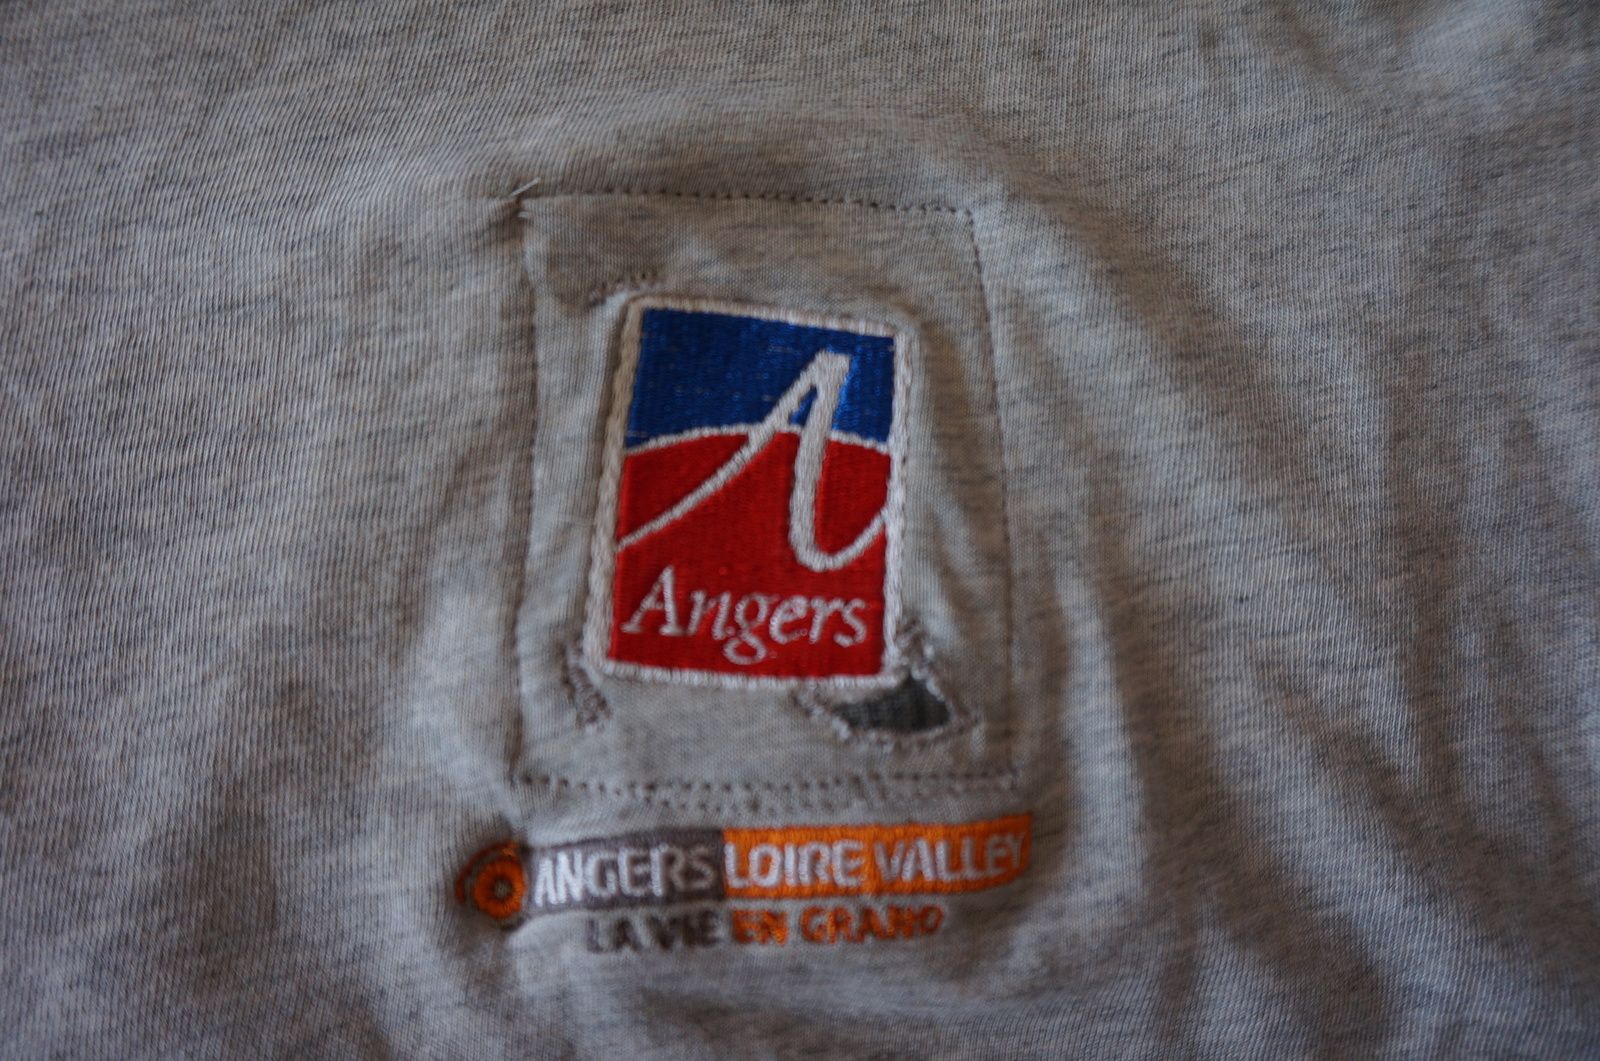 A
Angers
ANGERS LOIRE VALLEY
LA VIE EN GRAND